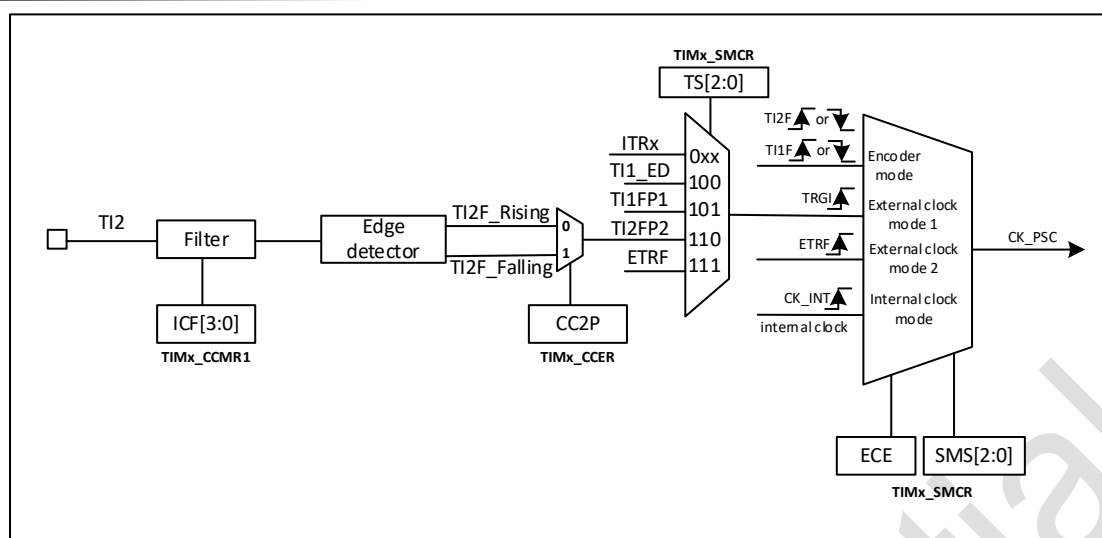 TIMx_SMCR
TS[2:0]
TI2F or
TI1F or
Encoder
mode
ITRx
0xx
TI1_ED
100
TRGI
TI1FP1
101
External clock
mode 1
TI2
Filter
Edge
detector
TI2F_Rising
0
TI2F_Falling
1
TI2FP2
110
ETRF
111
ETRF
External clock
mode 2
CK_PSC
CK_INT
Internal clock
mode
internal clock
ICF[3:0]
TIMx_CCMR1
CC2P
TIMx_CCER
ECE
SMS[2:0]
TIMx_SMCR